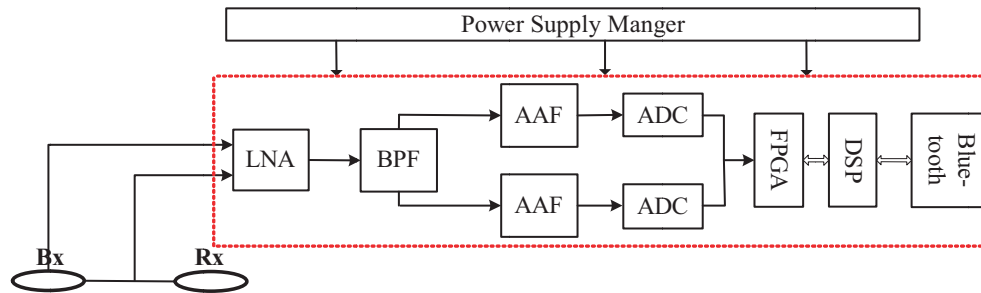 Power Supply Manger
AAF
ADC
LNA
BPF
FPGA
DSP
Blue-
tooth
AAF
ADC
Bx
Rx